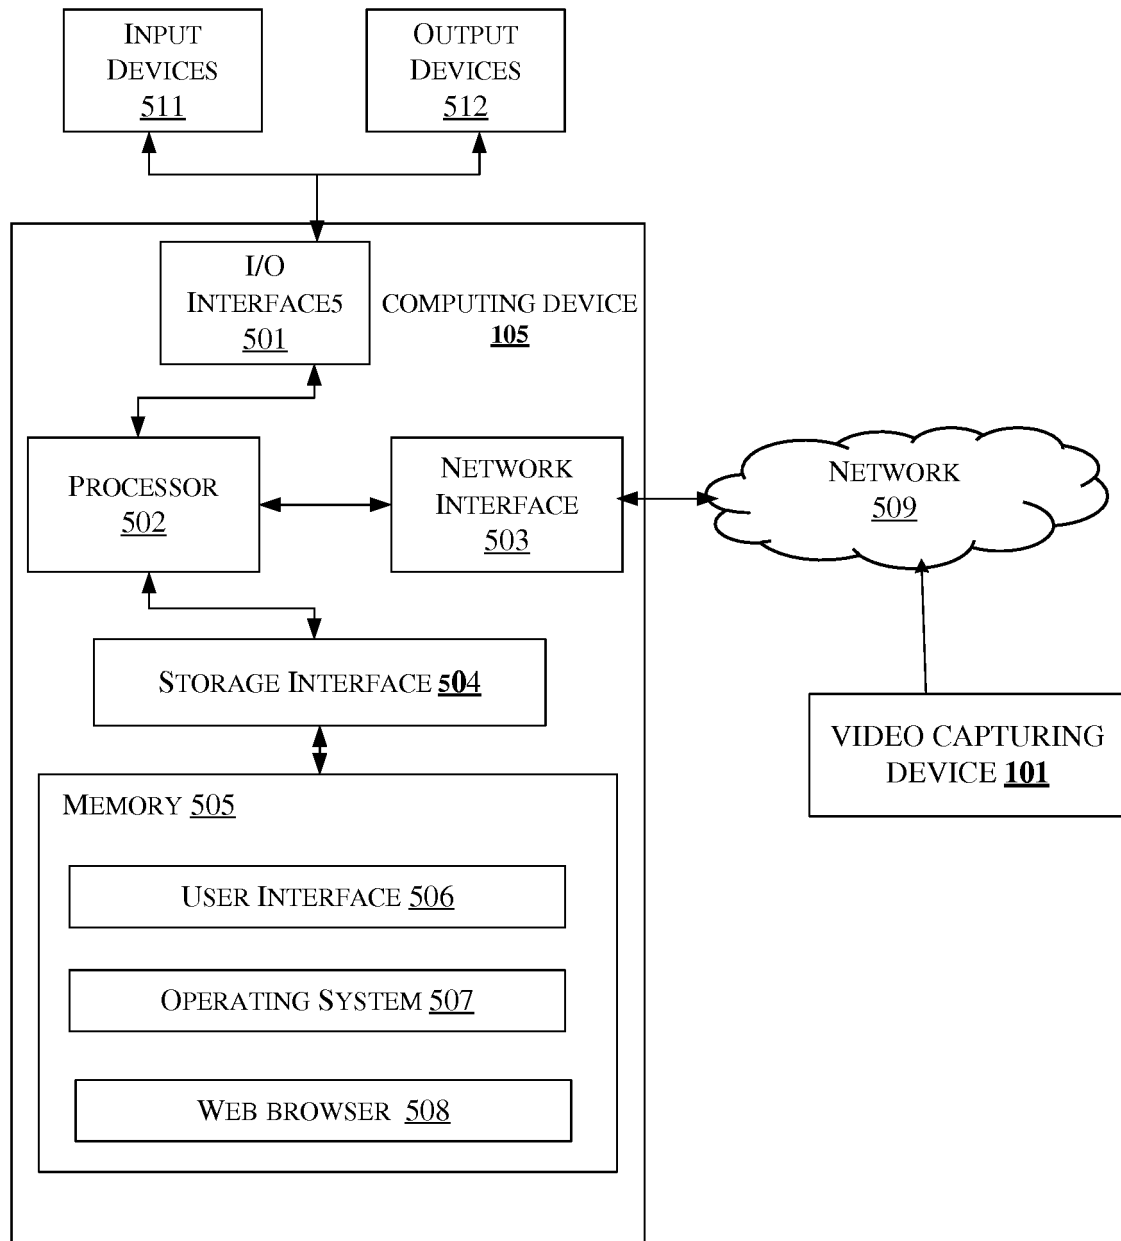 INPUT
DEVICES
511
OUTPUT
DEVICES
512
I/O
INTERFACE5
501
COMPUTING DEVICE
105
PROCESSOR
502
NETWORK
INTERFACE
503
NETWORK
509
STORAGE INTERFACE 504
VIDEO CAPTURING
DEVICE 101
MEMORY 505
USER INTERFACE 506
OPERATING SYSTEM 507
WEB BROWSER 508